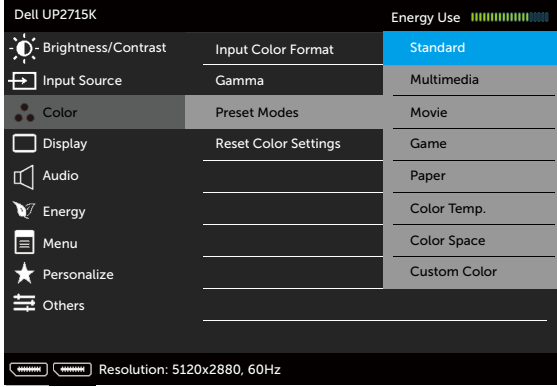 Dell UP2715K
Energy Use
Brightness/Contrast
Input Color Format
Standard
Input Source
Gamma
Multimedia
Color
Preset Modes
Movie
Display
Reset Color Settings
Game
Audio
Paper
Energy
Color Temp.
Menu
Color Space
Personalize
Custom Color
Others
Resolution: 5120x2880, 60Hz